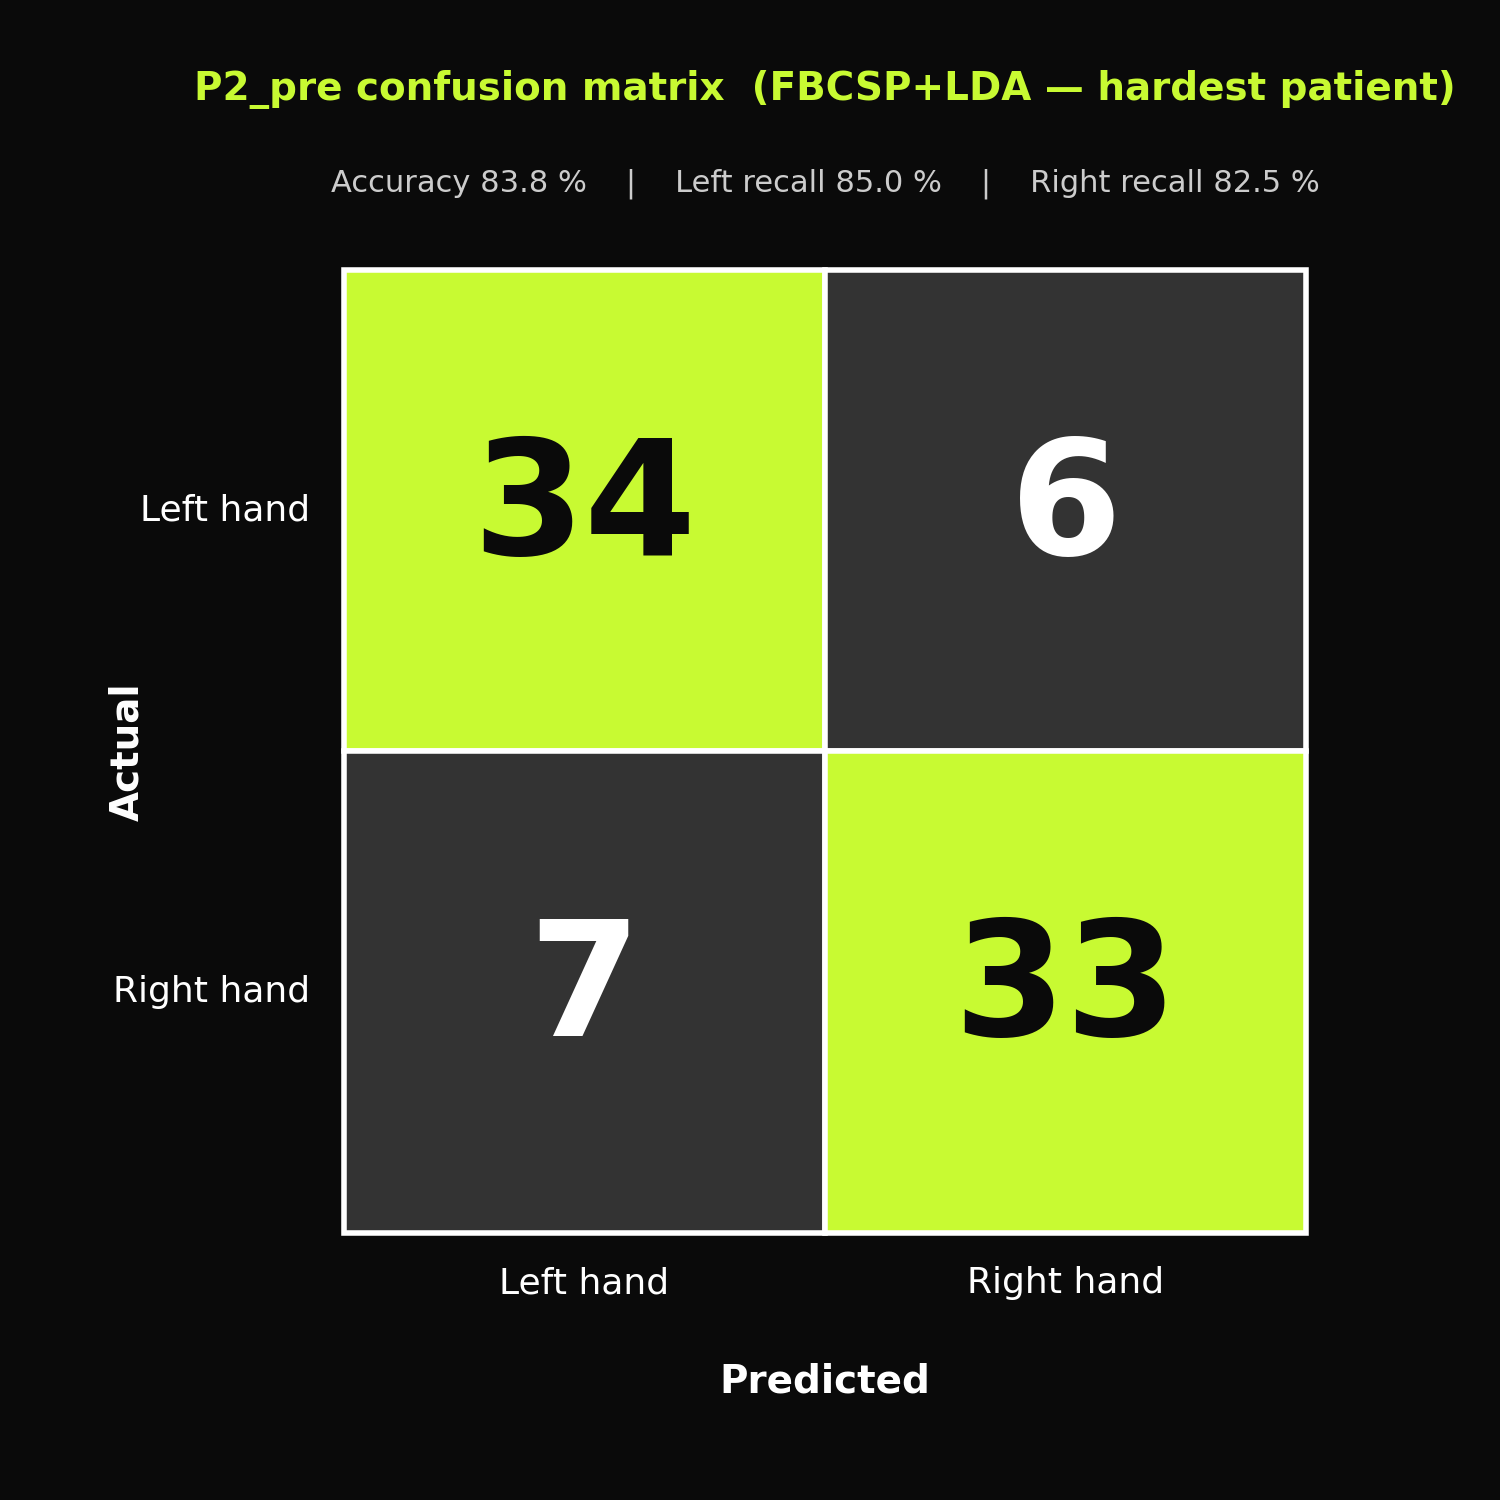 P2_pre confusion matrix (FBCSP+LDA — hardest patient)
Accuracy 83.8 % | Left recall 85.0 % | Right recall 82.5 %
Left hand
34
6
Actual
Right hand
7
33
Left hand
Right hand
Predicted